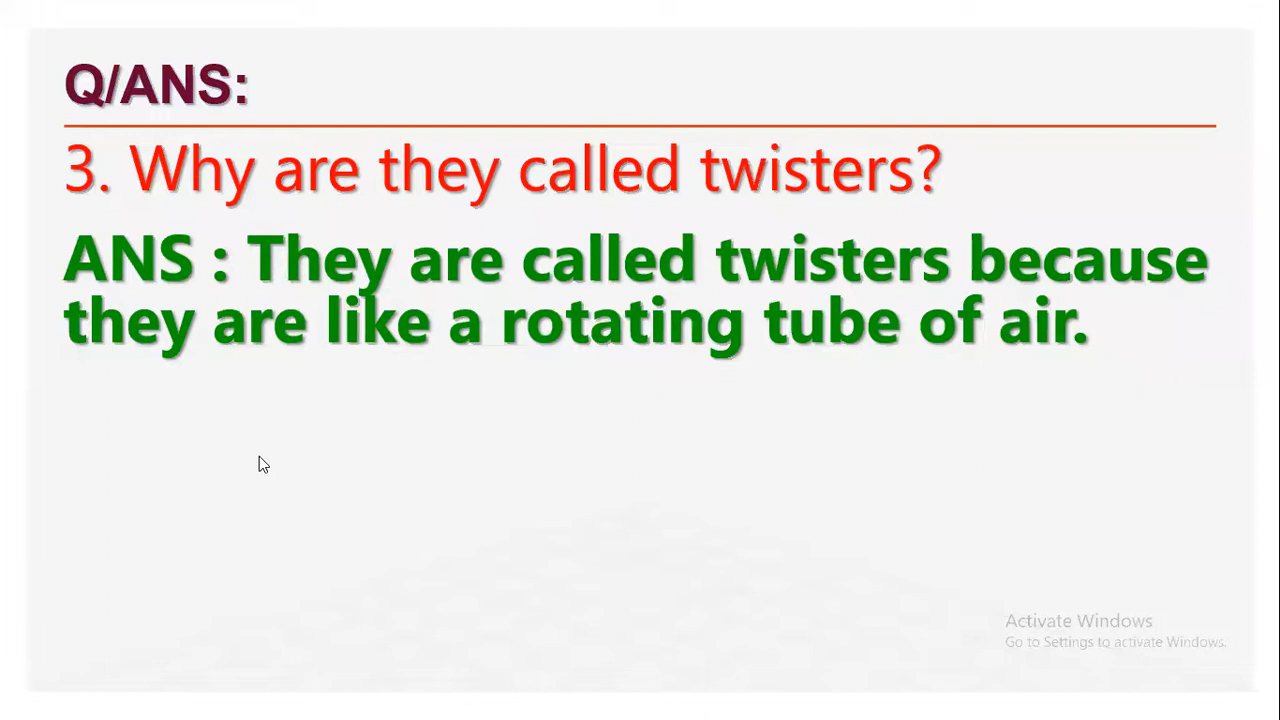 Q/ANS:
3. Why are they called twisters?
ANS : They are called twisters because
they are like a rotating tube of air.
Activate Windows
Go to Settings to activate Windows.